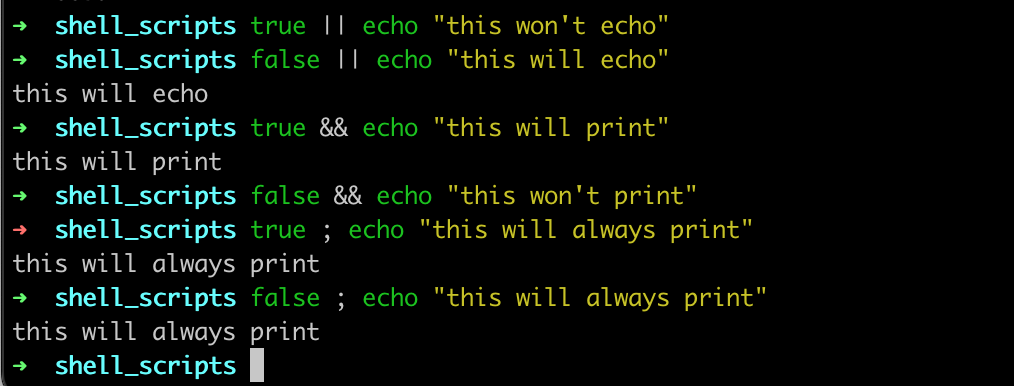 ➜  shell_scripts true || echo "this won't echo"
➜  shell_scripts false || echo "this will echo"
this will echo
➜  shell_scripts true && echo "this will print"
this will print
➜  shell_scripts false && echo "this won't print"
➜  shell_scripts true ; echo "this will always print"
this will always print
➜  shell_scripts false ; echo "this will always print"
this will always print
➜  shell_scripts